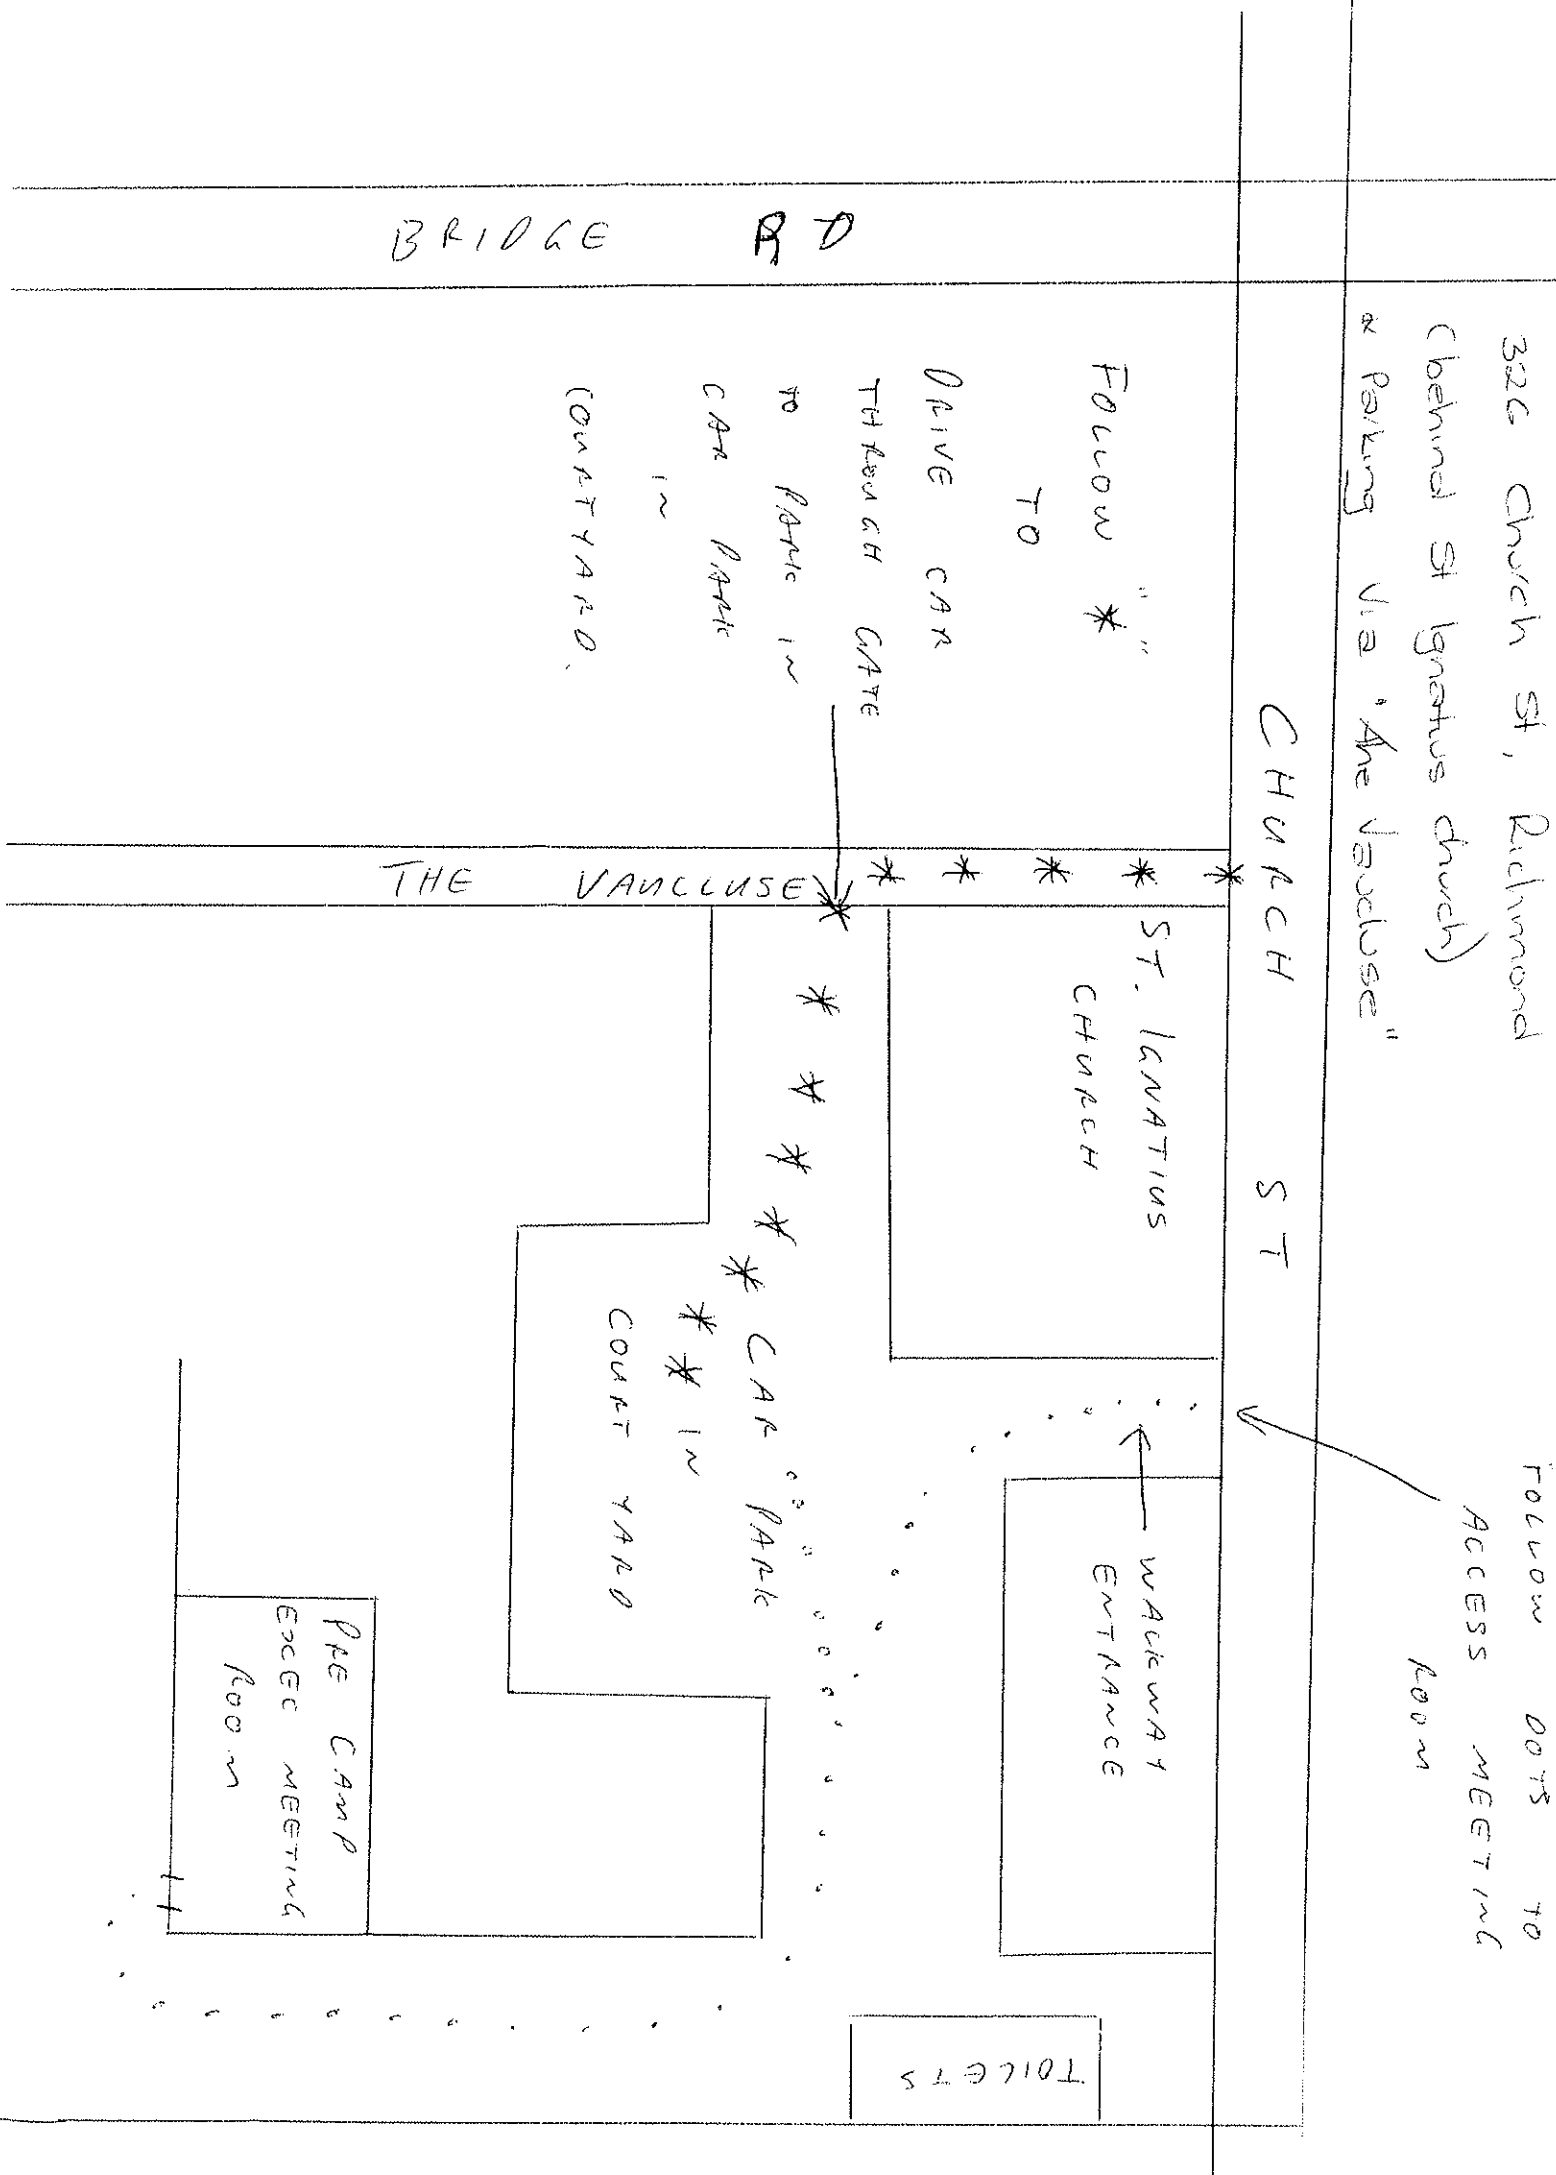 326 Church St, Richmond
(behind St Ignatius church)
* Parking via "the Vaucluse"
FOLLOW DOTS TO
ACCESS MEETING
ROOM
CHURCH ST
BRIDGE RD
FOLLOW "*"
TO
DRIVE CAR
THROUGH GATE
TO PARK IN
CAR PARK
IN
COURTYARD.
THE VAUCLUSE
ST. IGNATIUS
CHURCH
WALKWAY
ENTRANCE
CAR PARK
IN
COURT YARD
TOILETS
PRE CAMP
EXEC MEETING
ROOM